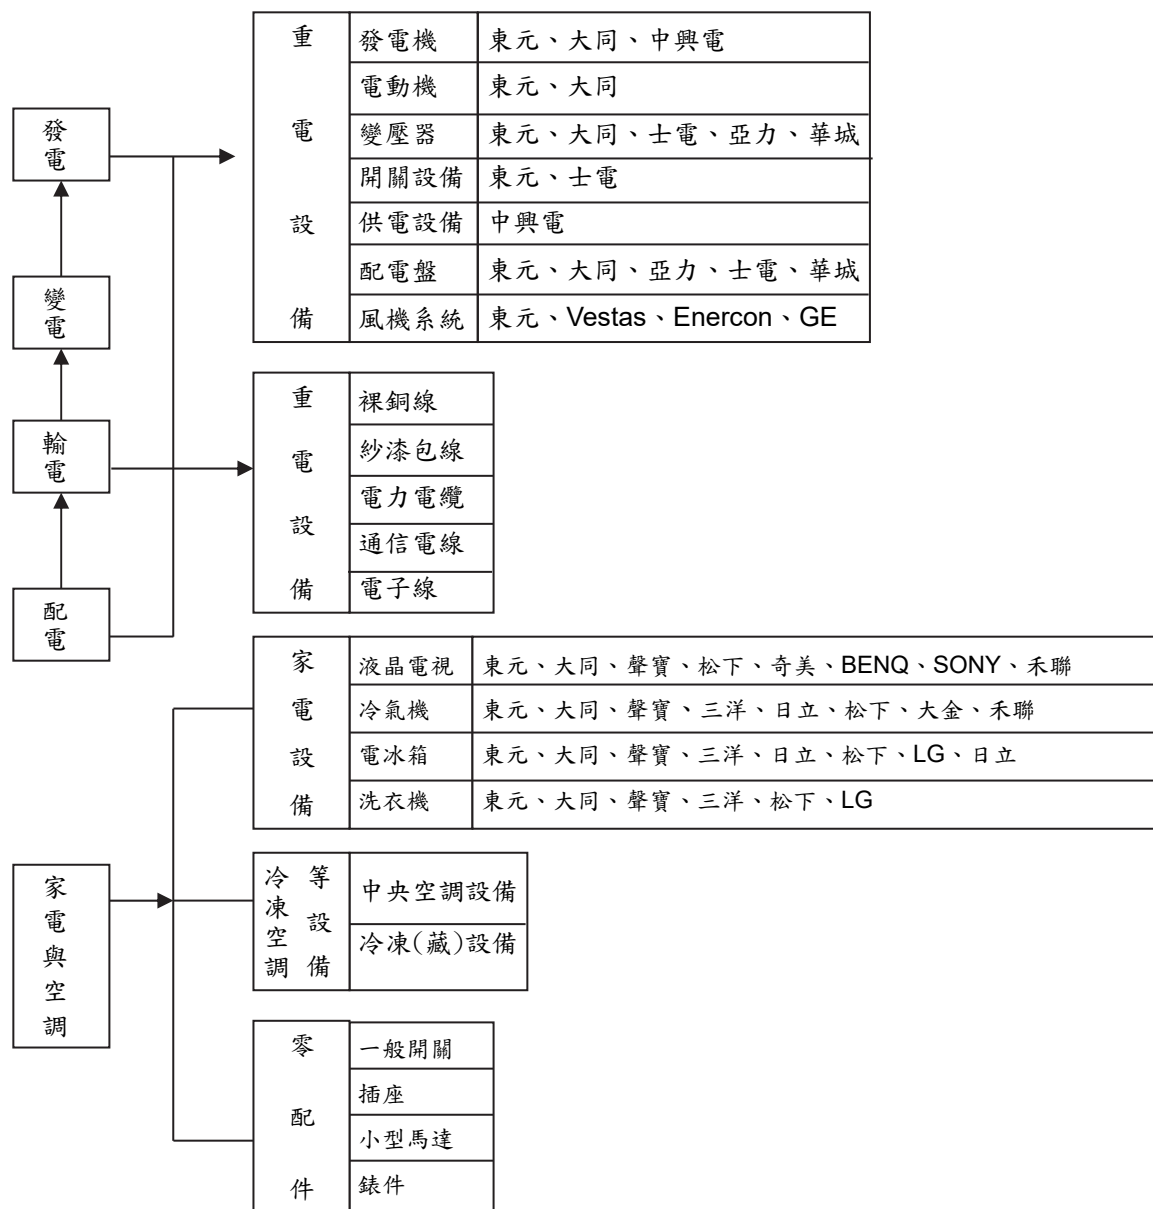 發電
變電
輸電
配電
重電設備
發電機 東元、大同、中興電
電動機 東元、大同
變壓器 東元、大同、士電、亞力、華城
開關設備 東元、士電
供電設備 中興電
配電盤 東元、大同、亞力、士電、華城
風機系統 東元、Vestas、Enercon、GE
重電設備
裸銅線
紗漆包線
電力電纜
通信電線
電子線
家電與空調
家電設備
液晶電視 東元、大同、聲寶、松下、奇美、BENQ、SONY、禾聯
冷氣機 東元、大同、聲寶、三洋、日立、松下、大金、禾聯
電冰箱 東元、大同、聲寶、三洋、日立、松下、LG、日立
洗衣機 東元、大同、聲寶、三洋、松下、LG
冷凍空調等設備
中央空調設備
冷凍(藏)設備
零配件
一般開關
插座
小型馬達
錶件